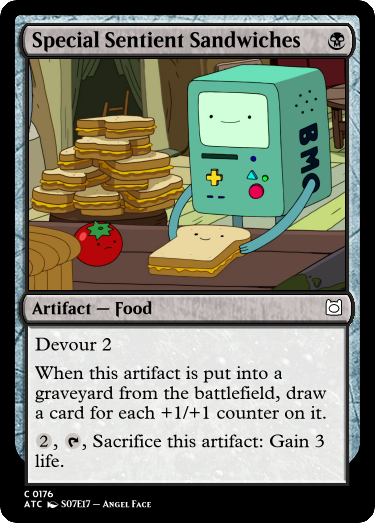 Special Sentient Sandwiches
BMO
Artifact — Food
Devour 2
When this artifact is put into a
graveyard from the battlefield, draw
a card for each +1/+1 counter on it.
2, T, Sacrifice this artifact: Gain 3
life.
C 0176
ATC S07E17 — Angel Face